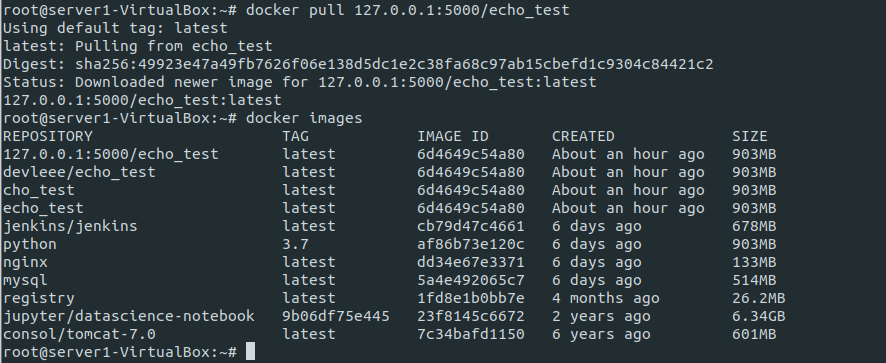 root@server1-VirtualBox:~# docker pull 127.0.0.1:5000/echo_test
Using default tag: latest
latest: Pulling from echo_test
Digest: sha256:49923e47a49fb7626f06e138d5dc1e2c38fa68c97ab15cbefd1c9304c84421c2
Status: Downloaded newer image for 127.0.0.1:5000/echo_test:latest
127.0.0.1:5000/echo_test:latest
root@server1-VirtualBox:~# docker images
REPOSITORY                     TAG            IMAGE ID       CREATED             SIZE
127.0.0.1:5000/echo_test       latest         6d4649c54a80   About an hour ago   903MB
devleee/echo_test              latest         6d4649c54a80   About an hour ago   903MB
cho_test                       latest         6d4649c54a80   About an hour ago   903MB
echo_test                      latest         6d4649c54a80   About an hour ago   903MB
jenkins/jenkins                latest         cb79d47c4661   6 days ago          678MB
python                         3.7            af86b73e120c   6 days ago          903MB
nginx                          latest         dd34e67e3371   6 days ago          133MB
mysql                          latest         5a4e492065c7   6 days ago          514MB
registry                       latest         1fd8e1b0bb7e   4 months ago        26.2MB
jupyter/datascience-notebook   9b06df75e445   23f8145c6672   2 years ago         6.34GB
consol/tomcat-7.0              latest         7c34bafd1150   6 years ago         601MB
root@server1-VirtualBox:~#